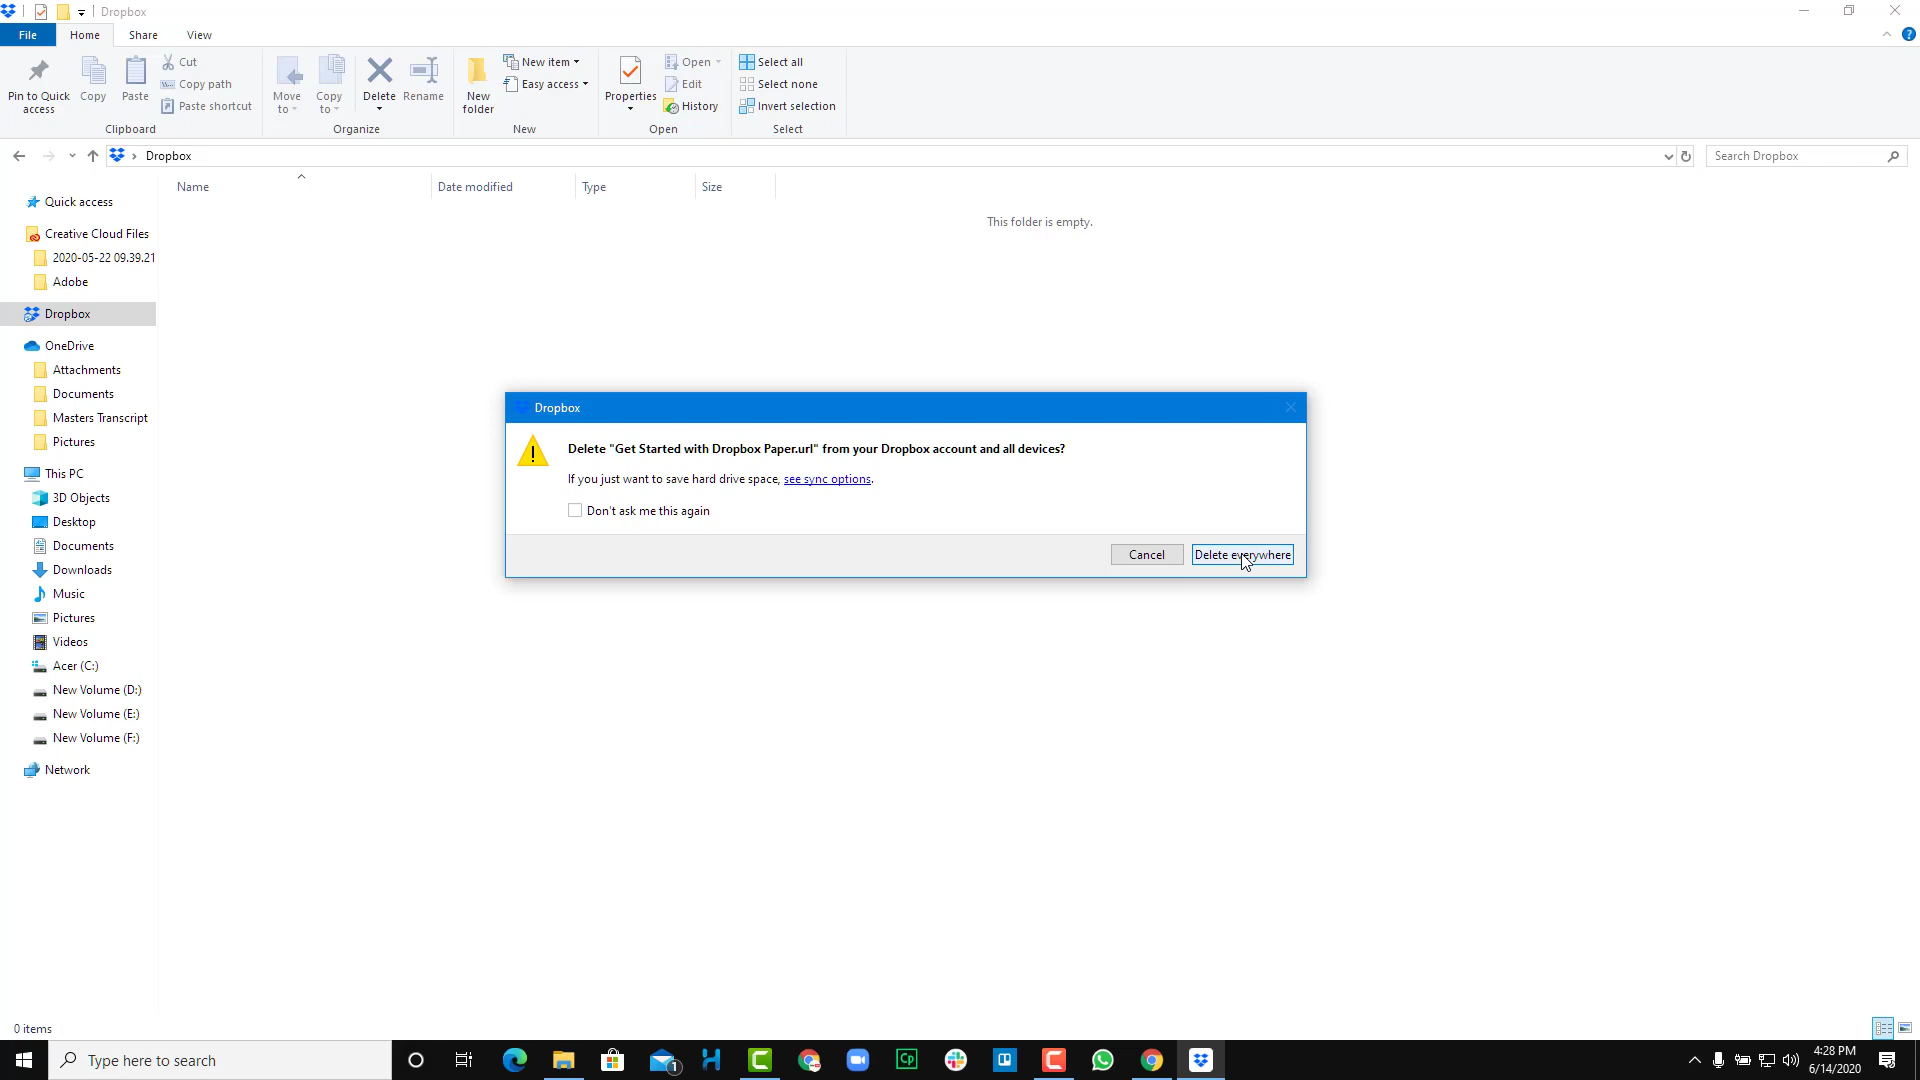 Dropbox
File Home Share View
Pin to Quick access
Copy
Paste
Cut
Copy path
Paste shortcut
Clipboard
Move to
Copy to
Delete
Rename
Organize
New folder
New item
Easy access
New
Properties
Open
Edit
History
Open
Select all
Select none
Invert selection
Select
Dropbox
Search Dropbox
Name Date modified Type Size
This folder is empty.
Quick access
Creative Cloud Files
2020-05-22 09.39.21
Adobe
Dropbox
OneDrive
Attachments
Documents
Masters Transcript
Pictures
This PC
3D Objects
Desktop
Documents
Downloads
Music
Pictures
Videos
Acer (C:)
New Volume (D:)
New Volume (E:)
New Volume (F:)
Network
Dropbox
Delete "Get Started with Dropbox Paper.url" from your Dropbox account and all devices?
If you just want to save hard drive space, see sync options.
Don't ask me this again
Cancel
Delete everywhere
0 items
Type here to search
1
Cp
4:28 PM
6/14/2020